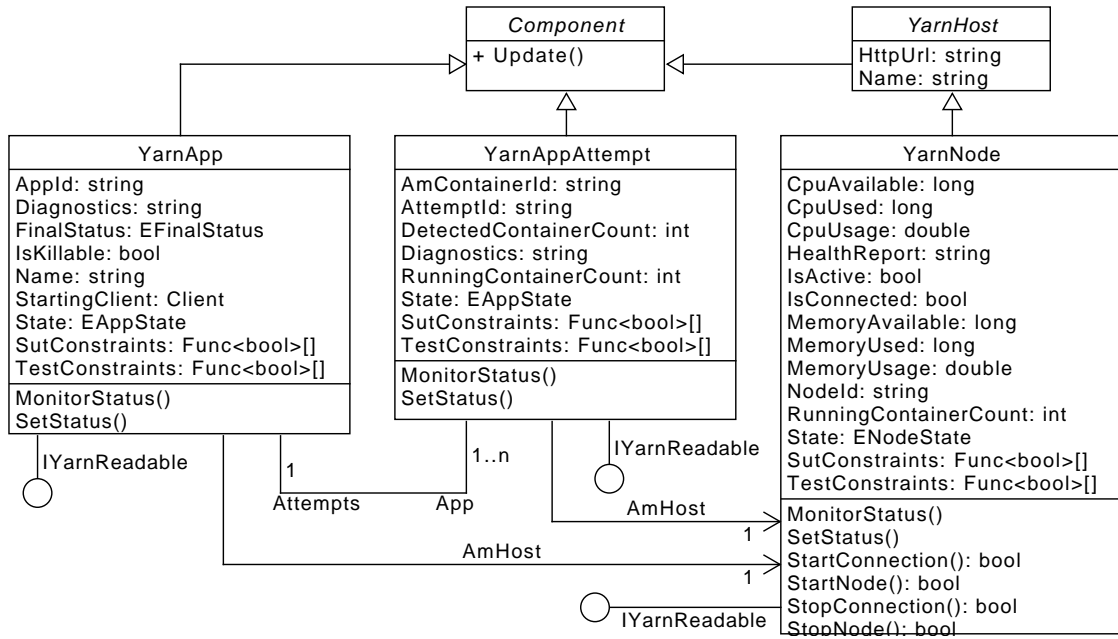 Component
+ Update()
YarnHost
HttpUrl: string
Name: string
YarnApp
AppId: string
Diagnostics: string
FinalStatus: EFinalStatus
IsKillable: bool
Name: string
StartingClient: Client
State: EAppState
SutConstraints: Func<bool>[]
TestConstraints: Func<bool>[]
MonitorStatus()
SetStatus()
YarnAppAttempt
AmContainerId: string
AttemptId: string
DetectedContainerCount: int
Diagnostics: string
RunningContainerCount: int
State: EAppState
SutConstraints: Func<bool>[]
TestConstraints: Func<bool>[]
MonitorStatus()
SetStatus()
YarnNode
CpuAvailable: long
CpuUsed: long
CpuUsage: double
HealthReport: string
IsActive: bool
IsConnected: bool
MemoryAvailable: long
MemoryUsed: long
MemoryUsage: double
NodeId: string
RunningContainerCount: int
State: ENodeState
SutConstraints: Func<bool>[]
TestConstraints: Func<bool>[]
MonitorStatus()
SetStatus()
StartConnection(): bool
StartNode(): bool
StopConnection(): bool
StopNode(): bool
IYarnReadable
1
Attempts
1..n
App
IYarnReadable
AmHost
1
AmHost
1
IYarnReadable